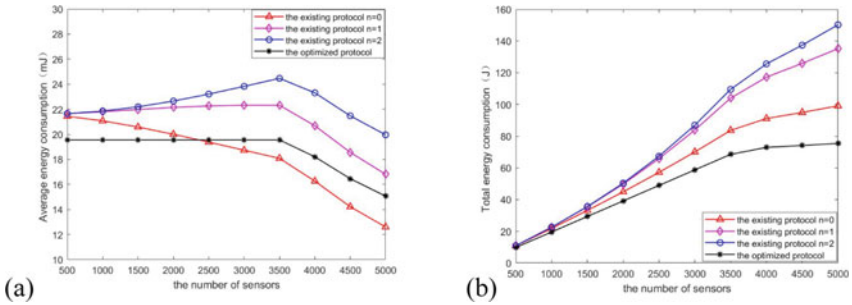 30
28
26
24
22
20
18
16
14
12
10
Average energy consumption (mJ)
500 1000 1500 2000 2500 3000 3500 4000 4500 5000
the number of sensors
the existing protocol n=0
the existing protocol n=1
the existing protocol n=2
the optimized protocol
(a)
160
140
120
100
80
60
40
20
0
Total energy consumption (J)
500 1000 1500 2000 2500 3000 3500 4000 4500 5000
the number of sensors
the existing protocol n=0
the existing protocol n=1
the existing protocol n=2
the optimized protocol
(b)